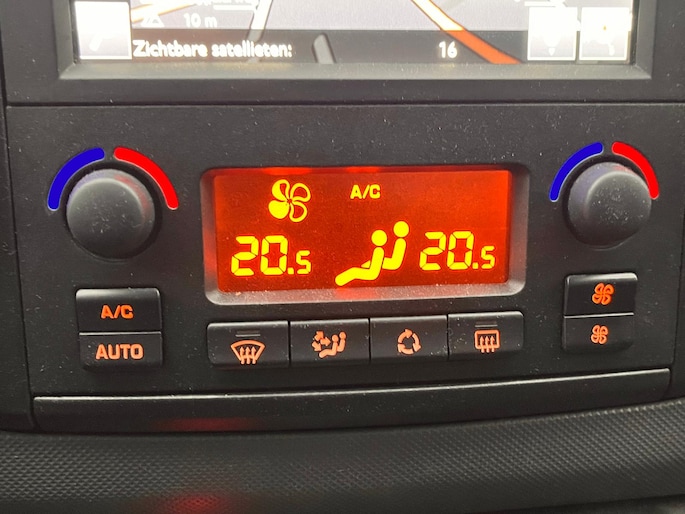 10 m
Zichtbare satellieten: 16
A/C
20.5 20.5
A/C
AUTO